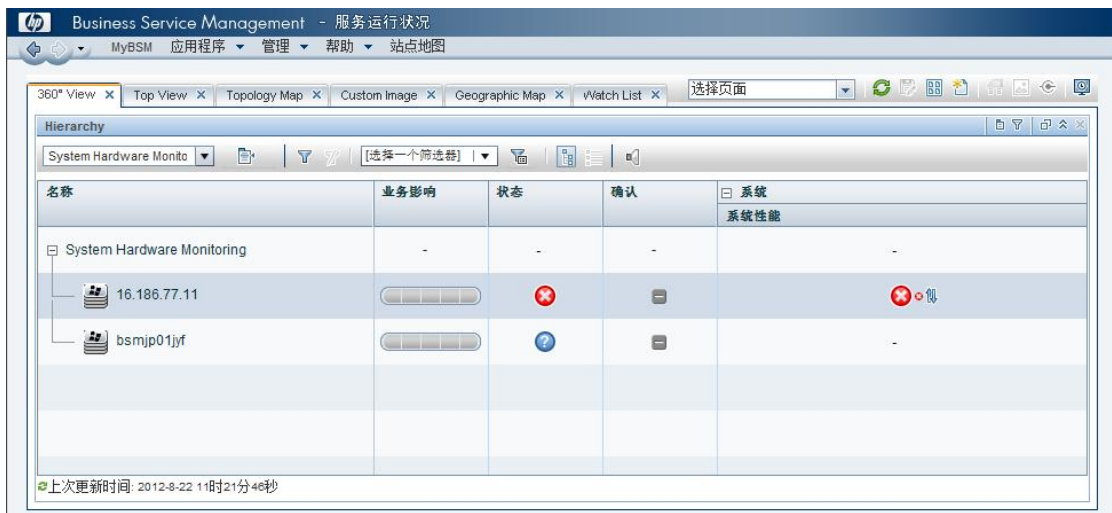 hp Business Service Management - 服务运行状况
MyBSM 应用程序 管理 帮助 站点地图
360° View Top View Topology Map Custom Image Geographic Map Watch List 选择页面
Hierarchy
System Hardware Monito [选择一个筛选器]
名称 业务影响 状态 确认 系统
系统性能
System Hardware Monitoring - - - -
16.186.77.11
bsmjp01jyf -
上次更新时间: 2012-8-22 11时21分46秒